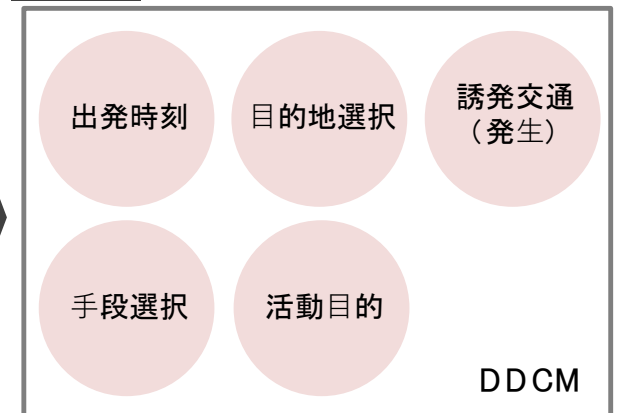 出発時刻
目的地選択
誘発交通
（発生）
手段選択
活動目的
DDCM